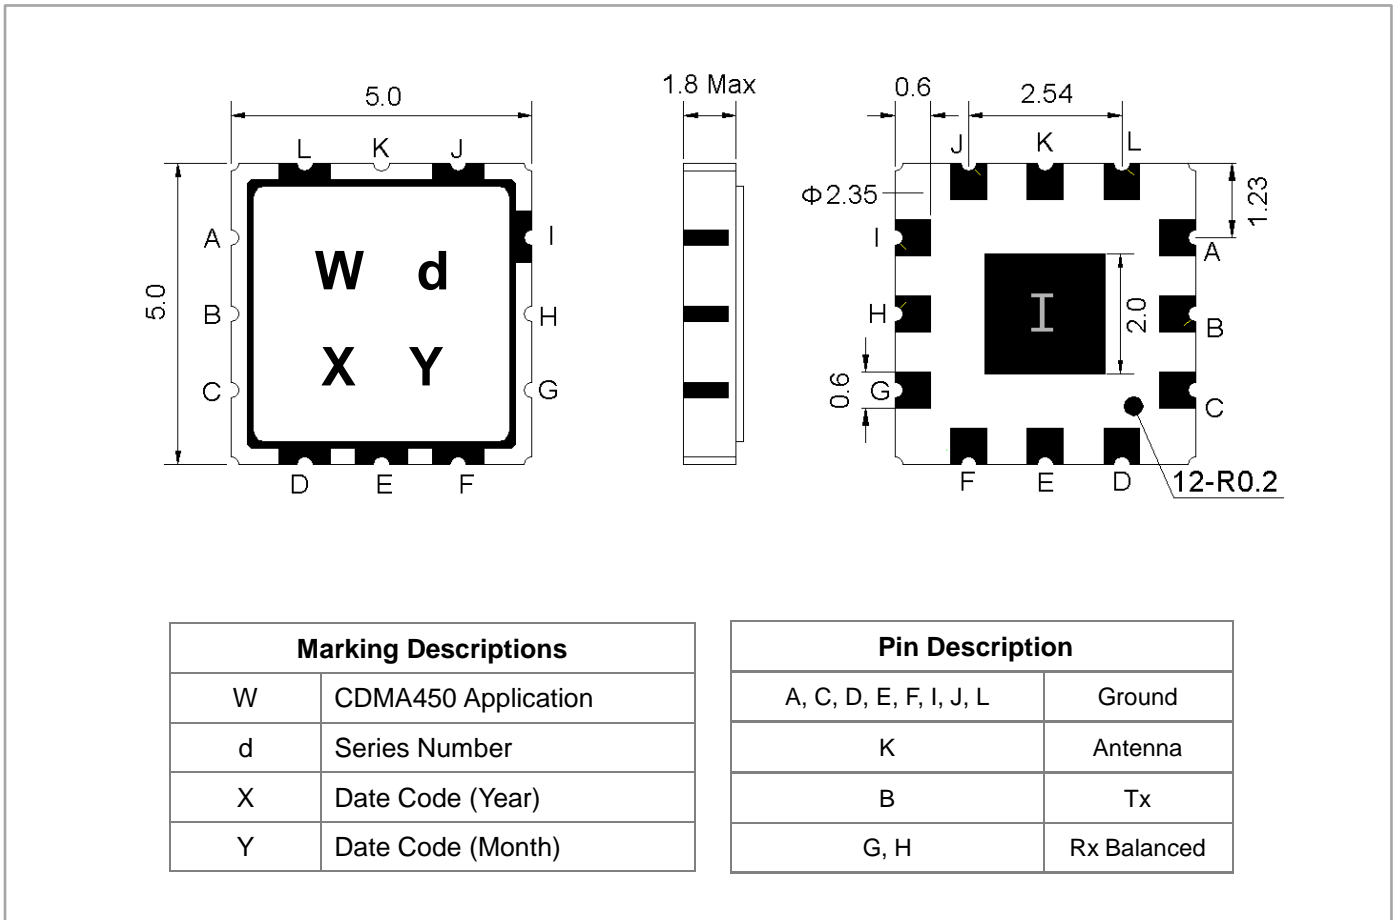 5.0
1.8 Max
0.6
2.54
L K J
J K L
Φ2.35
1.23
A
I
I
A
W d
5.0
B
H
H
I
2.0
B
X Y
C
G
0.6
G
C
D E F
F E D
12-R0.2
Marking Descriptions
W CDMA450 Application
d Series Number
X Date Code (Year)
Y Date Code (Month)
Pin Description
A, C, D, E, F, I, J, L Ground
K Antenna
B Tx
G, H Rx Balanced